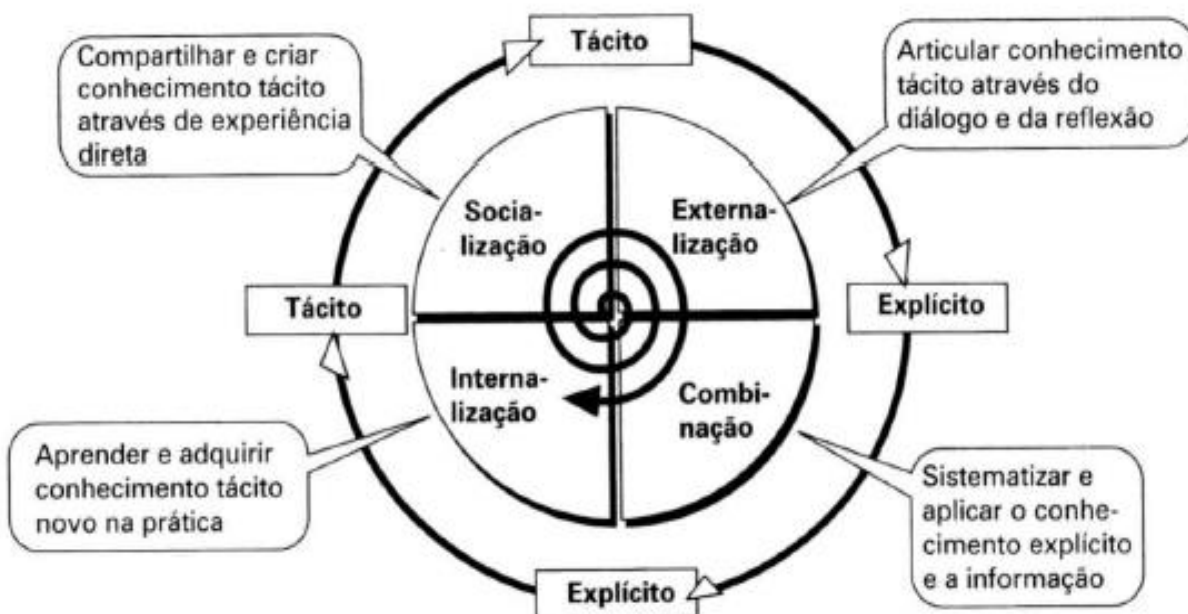 Tácito
Compartilhar e criar
conhecimento tácito
através de experiência
direta
Articular conhecimento
tácito através do
diálogo e da reflexão
Socia-
lização
Externa-
lização
Tácito
Explícito
Interna-
lização
Combi-
nação
Aprender e adquirir
conhecimento tácito
novo na prática
Sistematizar e
aplicar o conhe-
cimento explícito
e a informação
Explícito